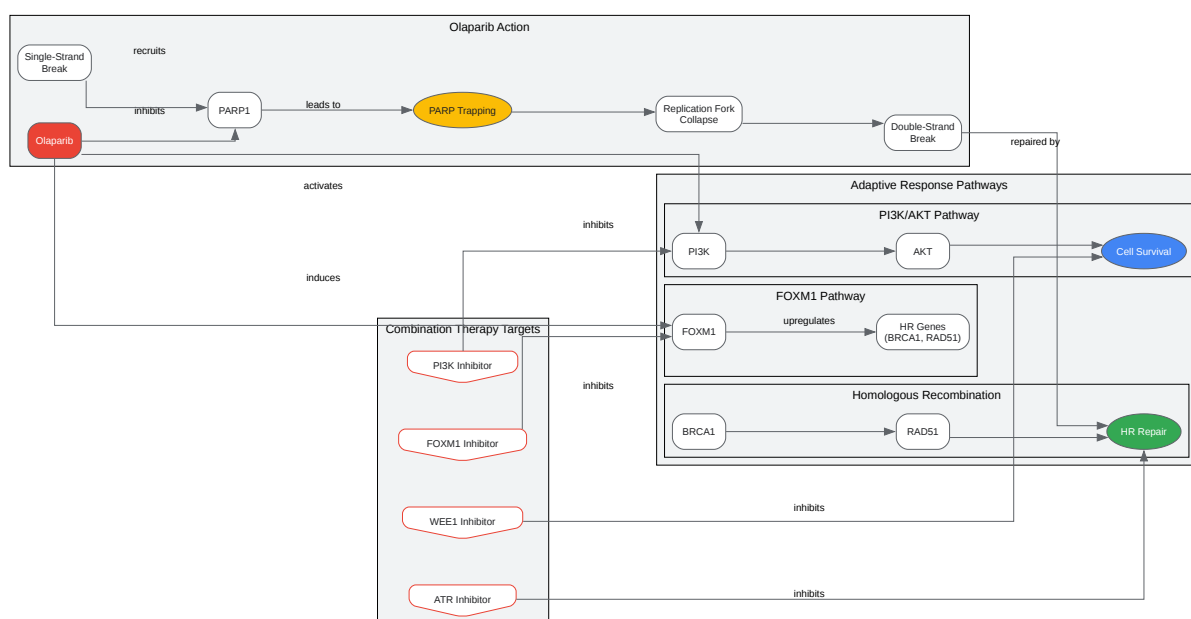 Olaparib Action
Single-Strand
Break
recruits
inhibits
Olaparib
PARP1
leads to
PARP Trapping
Replication Fork
Collapse
Double-Strand
Break
repaired by
activates
inhibits
induces
Adaptive Response Pathways
PI3K/AKT Pathway
PI3K
AKT
Cell Survival
FOXM1 Pathway
FOXM1
upregulates
HR Genes
(BRCA1, RAD51)
Homologous Recombination
BRCA1
RAD51
HR Repair
Combination Therapy Targets
PI3K Inhibitor
FOXM1 Inhibitor
inhibits
WEE1 Inhibitor
inhibits
ATR Inhibitor
inhibits